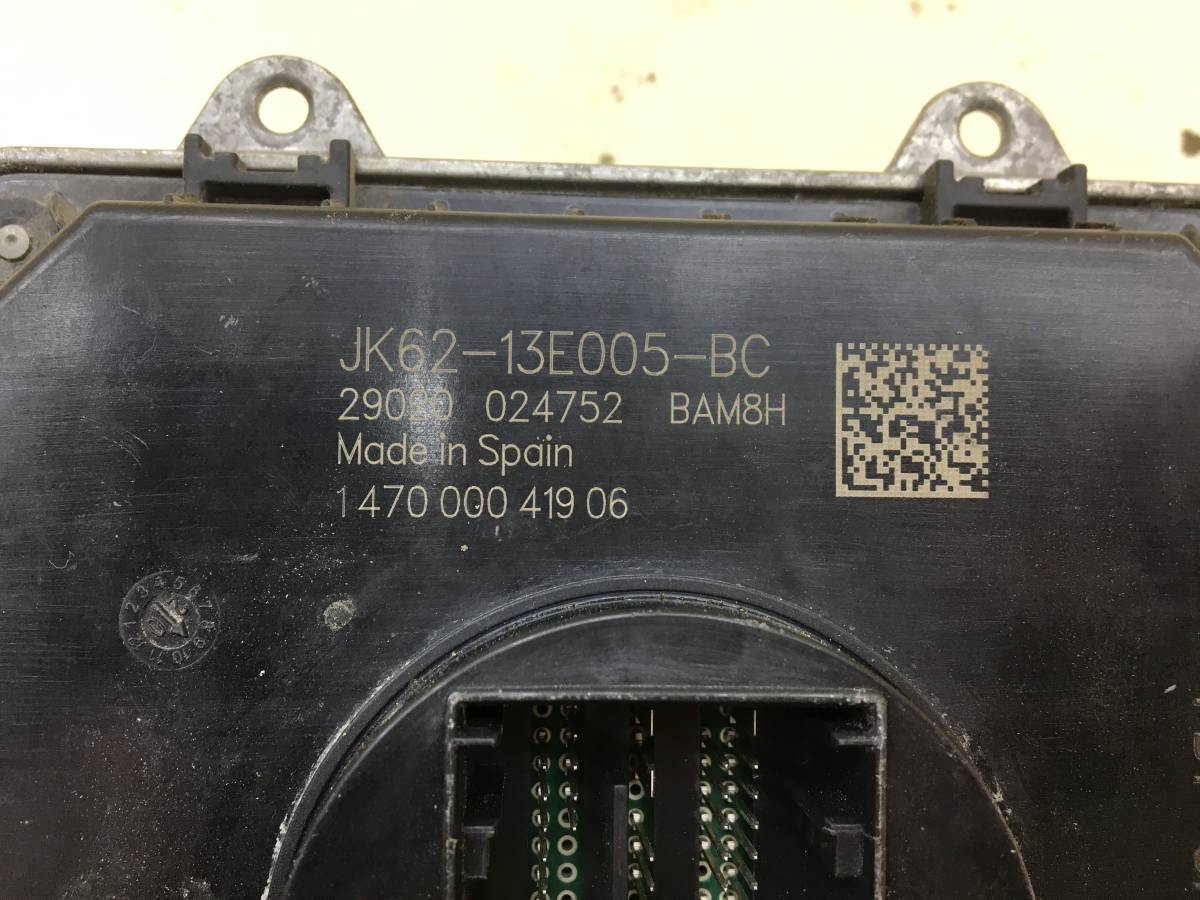 JK62-13E005-BC
29020 024752 BAM8H
Made in Spain
1 470 000 419 06